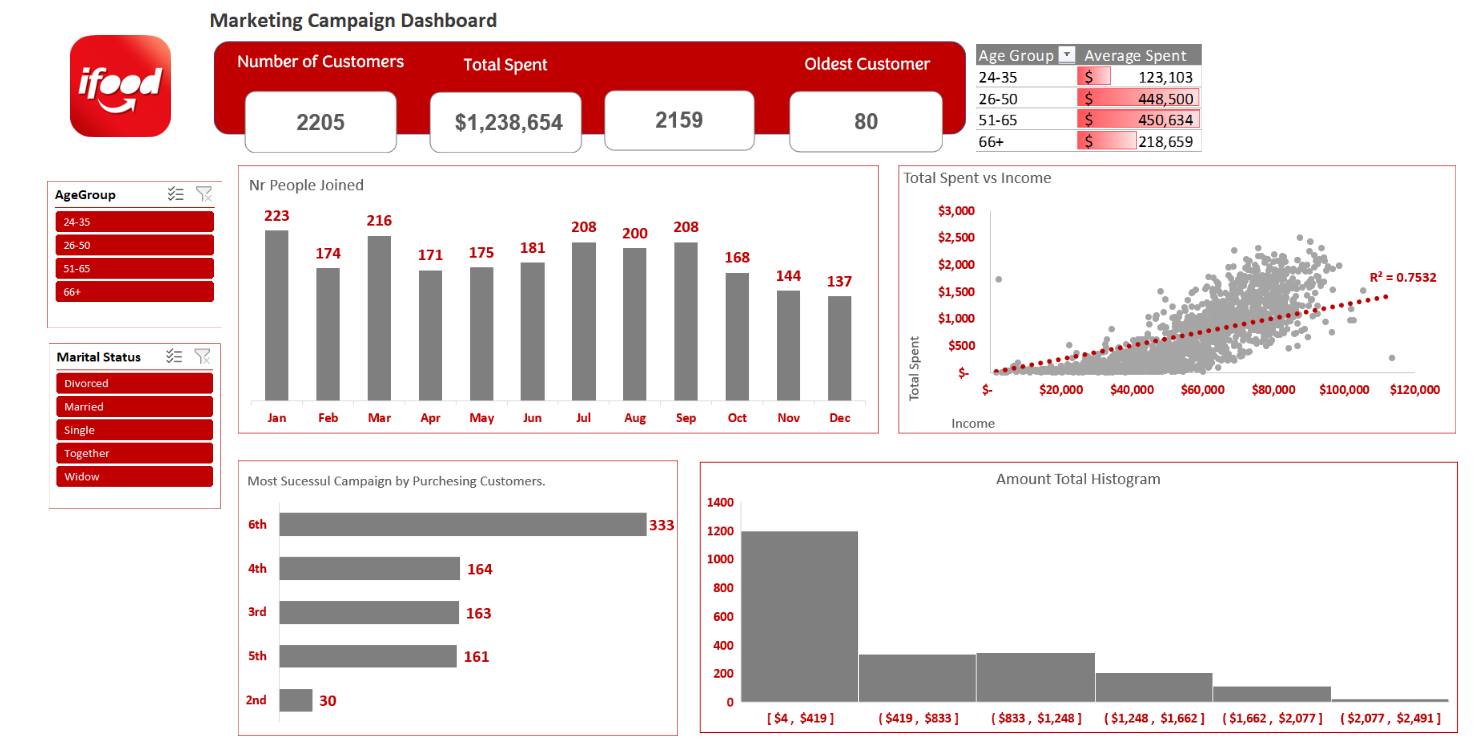 Marketing Campaign Dashboard
ifood
Number of Customers
Total Spent
Oldest Customer
2205
$1,238,654
2159
80
Age Group Average Spent
24-35 $ 123,103
26-50 $ 448,500
51-65 $ 450,634
66+ $ 218,659
AgeGroup
24-35
26-50
51-65
66+
Marital Status
Divorced
Married
Single
Together
Widow
Nr People Joined
223
174
216
171
175
181
208
200
208
168
144
137
Jan Feb Mar Apr May Jun Jul Aug Sep Oct Nov Dec
Total Spent vs Income
$3,000
$2,500
$2,000
$1,500
$1,000
$500
$-
R² = 0.7532
Total Spent
$- $20,000 $40,000 $60,000 $80,000 $100,000 $120,000
Income
Most Sucessul Campaign by Purchesing Customers.
6th 333
4th 164
3rd 163
5th 161
2nd 30
Amount Total Histogram
1400
1200
1000
800
600
400
200
0
[ $4 , $419 ] ( $419 , $833 ] ( $833 , $1,248 ] ( $1,248 , $1,662 ] ( $1,662 , $2,077 ] ( $2,077 , $2,491 ]